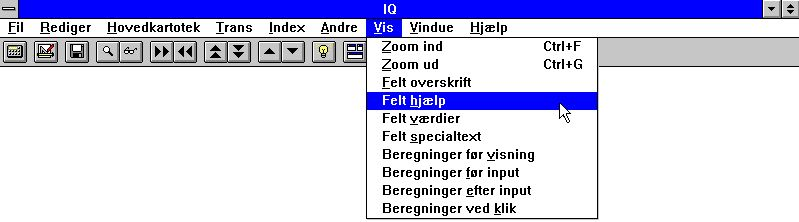 IQ
Fil Rediger Hovedkartotek Trans Index Andre Vis Vindue Hjælp
Zoom ind Ctrl+F
Zoom ud Ctrl+G
Felt overskrift
Felt hjælp
Felt værdier
Felt specialtext
Beregninger før visning
Beregninger før input
Beregninger efter input
Beregninger ved klik